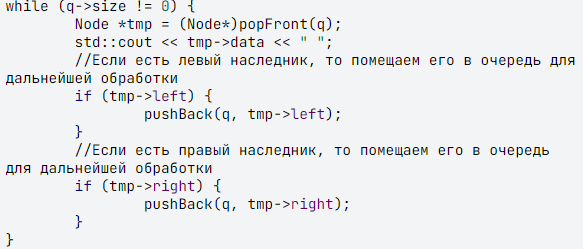 while (q->size != 0) {
        Node *tmp = (Node*)popFront(q);
        std::cout << tmp->data << " ";
        //Если есть левый наследник, то помещаем его в очередь для
дальнейшей обработки
        if (tmp->left) {
                pushBack(q, tmp->left);
        }
        //Если есть правый наследник, то помещаем его в очередь
для дальнейшей обработки
        if (tmp->right) {
                pushBack(q, tmp->right);
        }
}